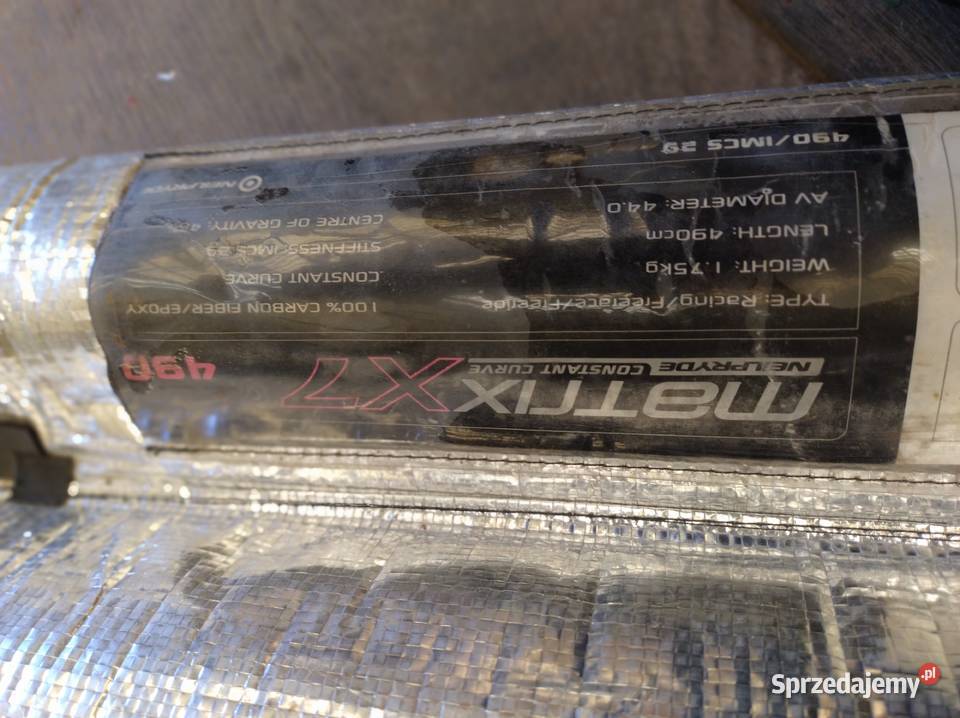 matrix X7 490
NEILPRYDE CONSTANT CURVE
TYPE: Racing/Freerace/Freeride
WEIGHT: 1.75kg
LENGTH: 490cm
AV DIAMETER: 44.0
100% CARBON FIBER/EPOXY
CONSTANT CURVE
STIFFNESS: IMCS 29
CENTRE OF GRAVITY:
490/IMCS 29
NEILPRYDE
Sprzedajemy.pl